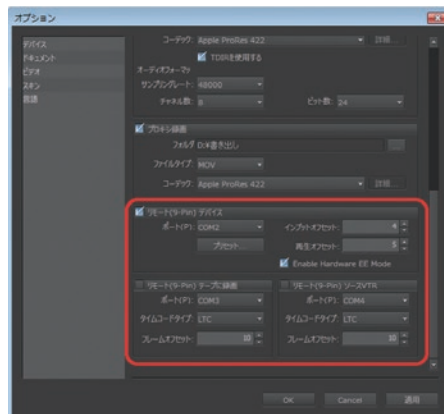 オプション
デバイス
ドキュメント
ビデオ
スキン
言語
コーデック: Apple ProRes 422 詳細...
TDIRを使用する
オーディオフォーマット
サンプリングレート: 48000
チャネル数: 8 ビット数: 24
プロキシ録画
フォルダ D:¥書き出し ...
ファイルタイプ: MOV
コーデック: Apple ProRes 422 詳細...
リモート(9-Pin) デバイス
ポート(P): COM2 インプットオフセット: 4
プリセット... 再生オフセット: 5
Enable Hardware EE Mode
リモート(9-Pin) テープに録画 リモート(9-Pin) ソースVTR
ポート(P): COM3 ポート(P): COM4
タイムコードタイプ: LTC タイムコードタイプ: LTC
フレームオフセット: 10 フレームオフセット: 10
OK Cancel 適用